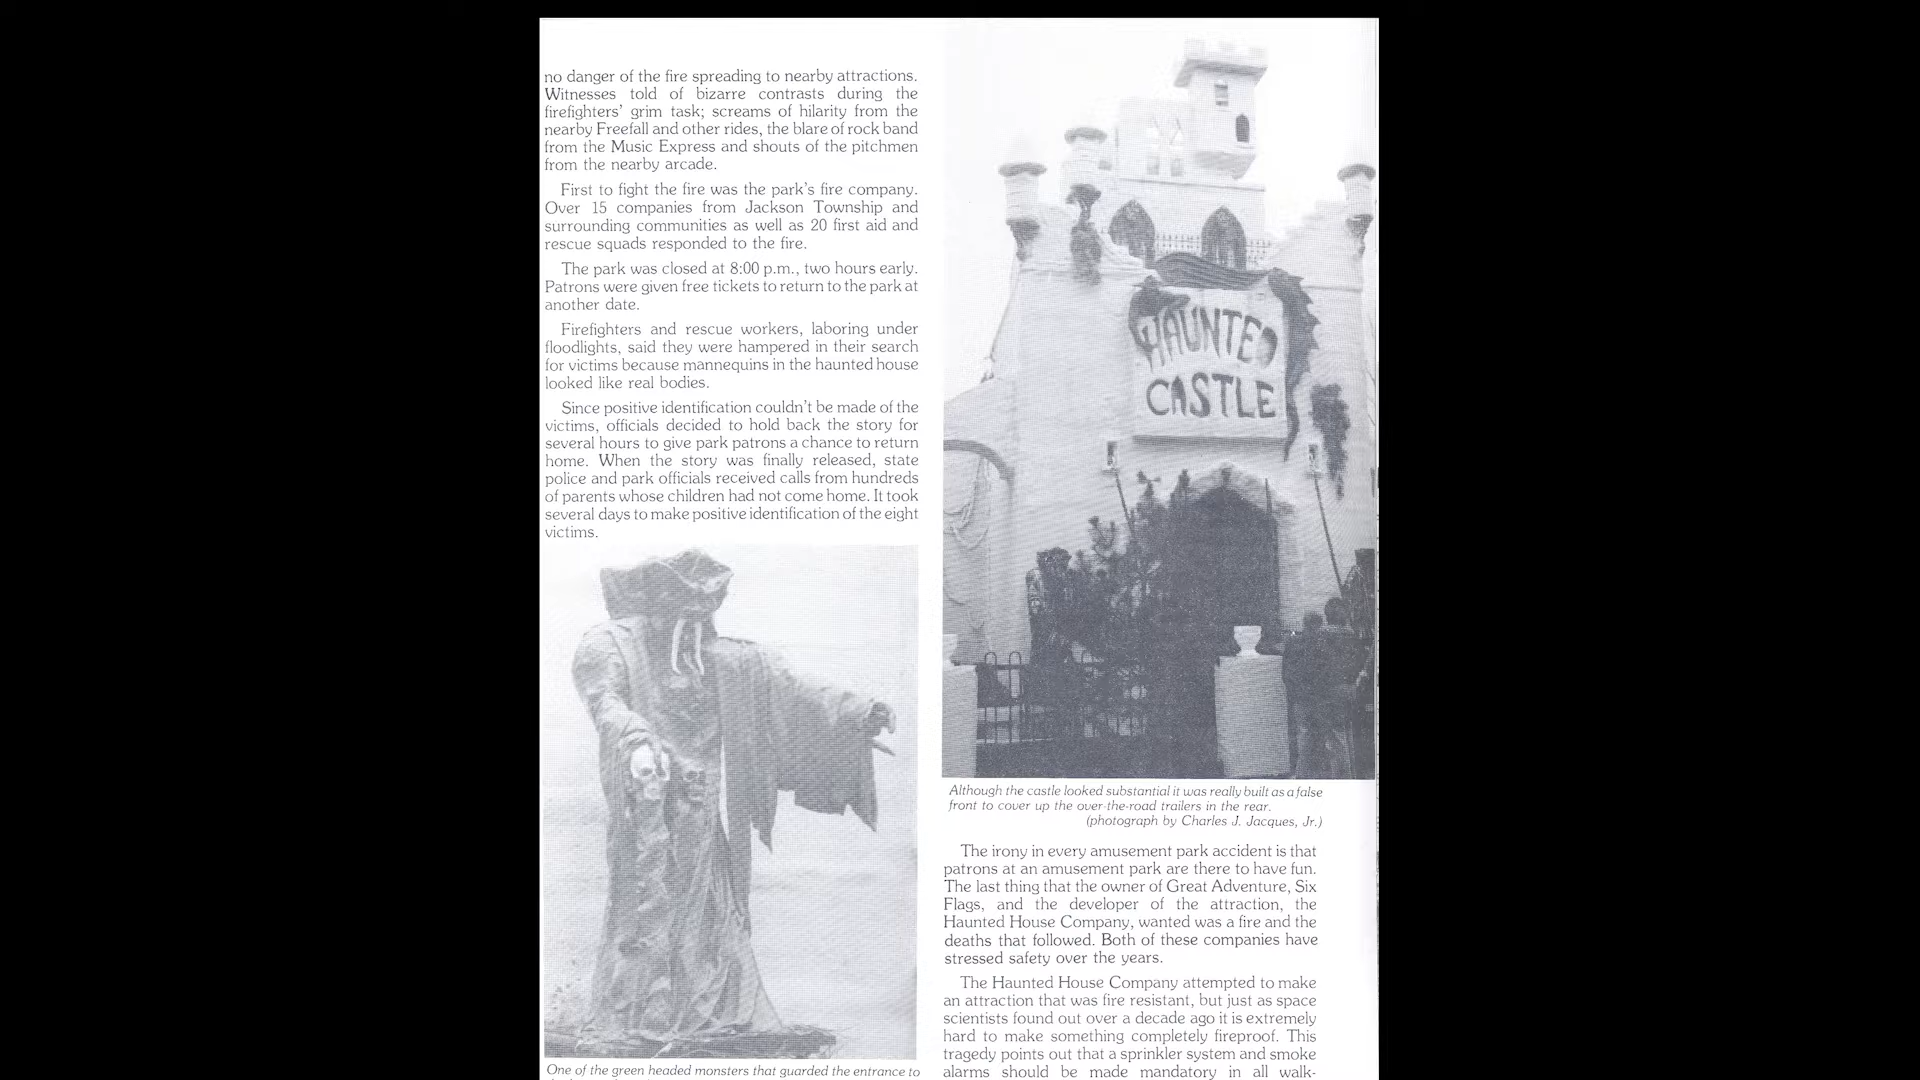 no danger of the fire spreading to nearby attractions.
Witnesses told of bizarre contrasts during the
firefighters' grim task; screams of hilarity from the
nearby Freefall and other rides, the blare of rock band
from the Music Express and shouts of the pitchmen
from the nearby arcade.
First to fight the fire was the park's fire company.
Over 15 companies from Jackson Township and
surrounding communities as well as 20 first aid and
rescue squads responded to the fire.
The park was closed at 8:00 p.m., two hours early.
Patrons were given free tickets to return to the park at
another date.
Firefighters and rescue workers, laboring under
floodlights, said they were hampered in their search
for victims because mannequins in the haunted house
looked like real bodies.
Since positive identification couldn't be made of the
victims, officials decided to hold back the story for
several hours to give park patrons a chance to return
home. When the story was finally released, state
police and park officials received calls from hundreds
of parents whose children had not come home. It took
several days to make positive identification of the eight
victims.
One of the green headed monsters that guarded the entrance to
HAUNTED
CASTLE
Although the castle looked substantial it was really built as a false
front to cover up the over-the-road trailers in the rear.
(photograph by Charles J. Jacques, Jr.)
The irony in every amusement park accident is that
patrons at an amusement park are there to have fun.
The last thing that the owner of Great Adventure, Six
Flags, and the developer of the attraction, the
Haunted House Company, wanted was a fire and the
deaths that followed. Both of these companies have
stressed safety over the years.
The Haunted House Company attempted to make
an attraction that was fire resistant, but just as space
scientists found out over a decade ago it is extremely
hard to make something completely fireproof. This
tragedy points out that a sprinkler system and smoke
alarms should be made mandatory in all walk-